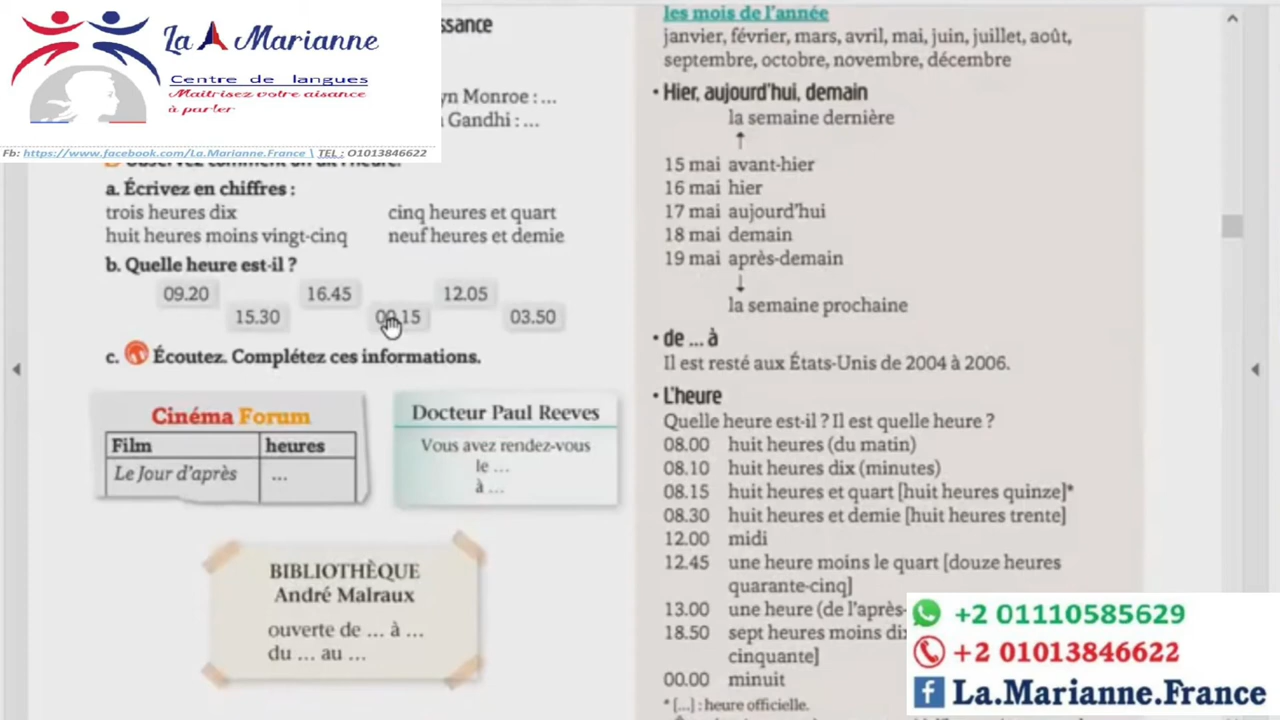 La Marianne
Centre de langues
Maitrisez votre aisance
à parler
Fb: https://www.facebook.com/La.Marianne.France \ TEL : 01013846622
yn Monroe : ...
Gandhi : ...
a. Écrivez en chiffres :
trois heures dix
cinq heures et quart
huit heures moins vingt-cinq
neuf heures et demie
b. Quelle heure est-il ?
09.20
16.45
12.05
15.30
03.50
c. Écoutez. Complétez ces informations.
Cinéma Forum
Film
heures
Le Jour d'après
...
Docteur Paul Reeves
Vous avez rendez-vous
le ...
à ...
BIBLIOTHÈQUE
André Malraux
ouverte de ... à ...
du ... au ...
les mois de l'année
janvier, février, mars, avril, mai, juin, juillet, août,
septembre, octobre, novembre, décembre
• Hier, aujourd'hui, demain
la semaine dernière
15 mai avant-hier
16 mai hier
17 mai aujourd'hui
18 mai demain
19 mai après-demain
la semaine prochaine
• de ... à
Il est resté aux États-Unis de 2004 à 2006.
• L'heure
Quelle heure est-il ? Il est quelle heure ?
08.00 huit heures (du matin)
08.10 huit heures dix (minutes)
08.15 huit heures et quart [huit heures quinze]*
08.30 huit heures et demie [huit heures trente]
12.00 midi
12.45 une heure moins le quart [douze heures
quarante-cinq]
13.00 une heure (de l'après-
18.50 sept heures moins dix
cinquante]
00.00 minuit
* [...] : heure officielle.
+2 01110585629
+2 01013846622
La.Marianne.France